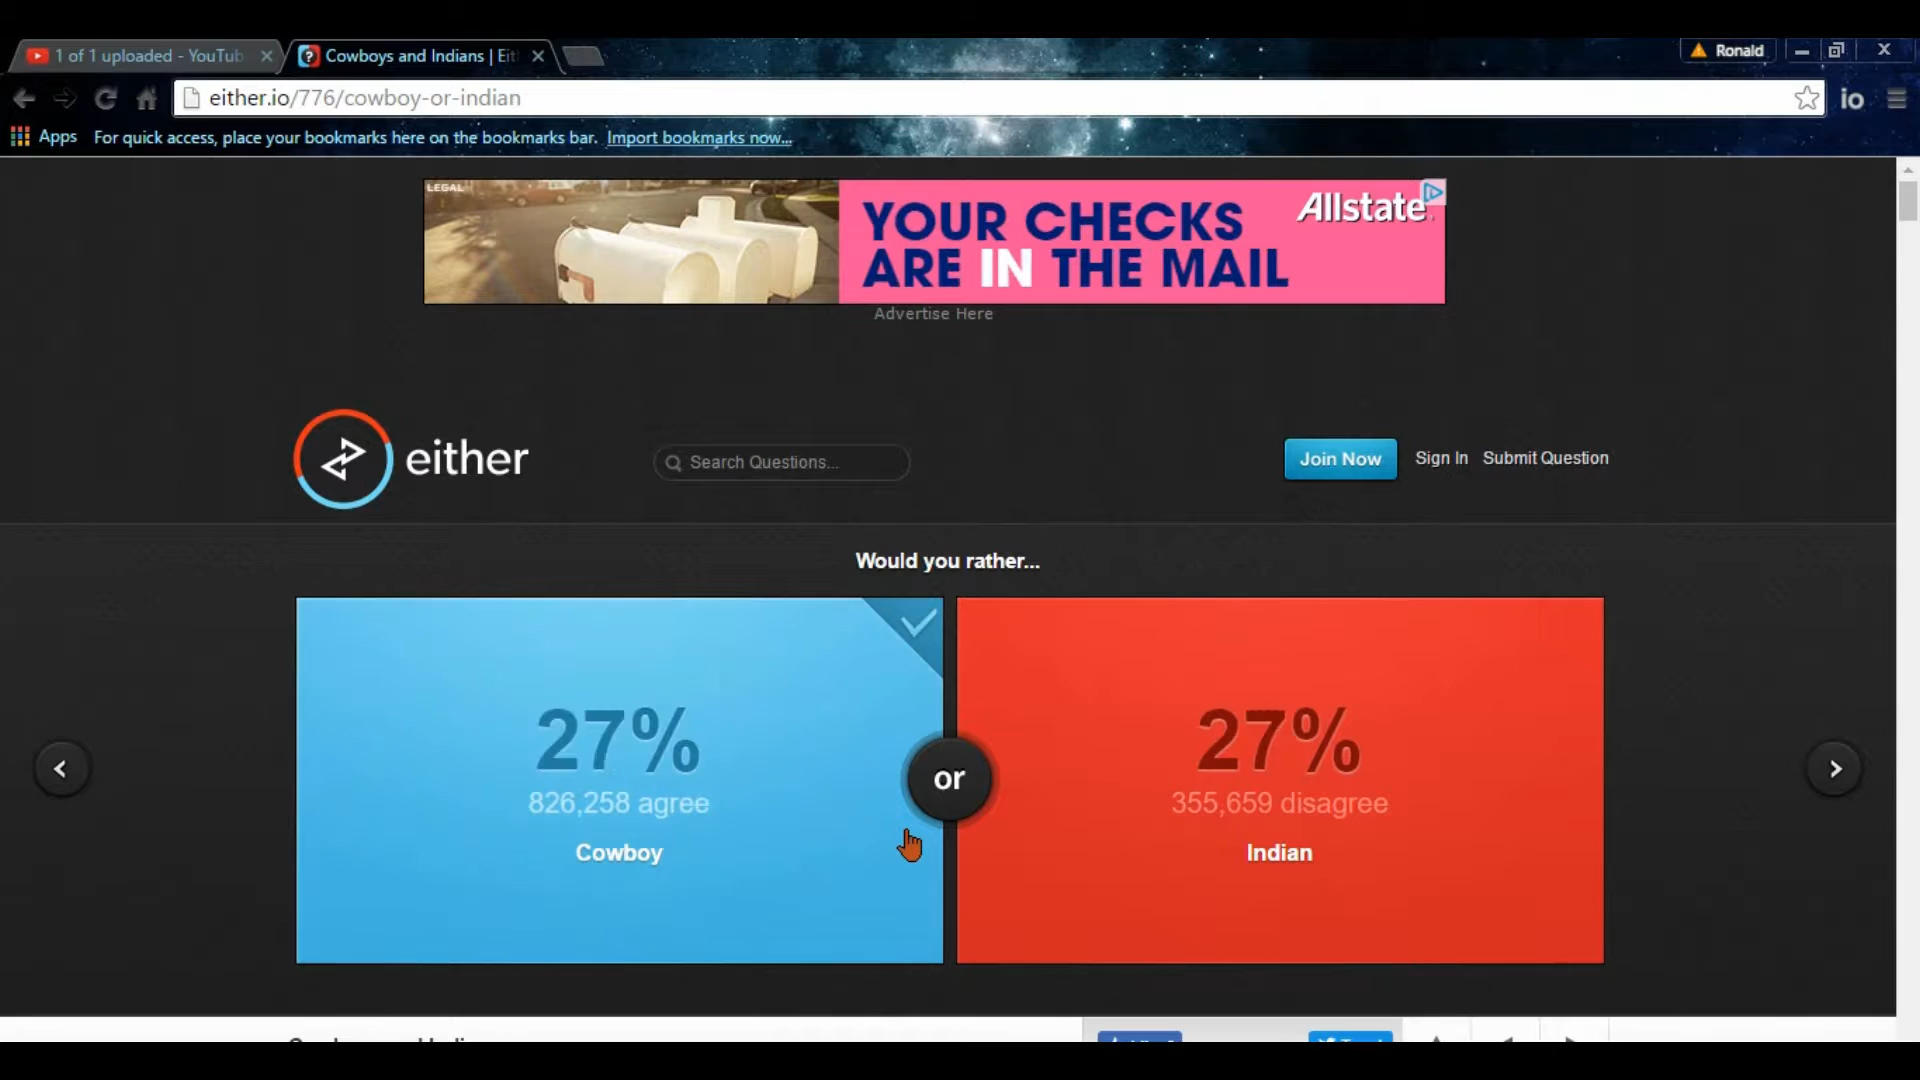 1 of 1 uploaded - YouTub
Cowboys and Indians | Eit
Ronald
either.io/776/cowboy-or-indian
io
Apps
For quick access, place your bookmarks here on the bookmarks bar. Import bookmarks now...
LEGAL
YOUR CHECKS
ARE IN THE MAIL
Allstate
Advertise Here
either
Search Questions...
Join Now
Sign In
Submit Question
Would you rather...
27%
826,258 agree
Cowboy
or
27%
355,659 disagree
Indian